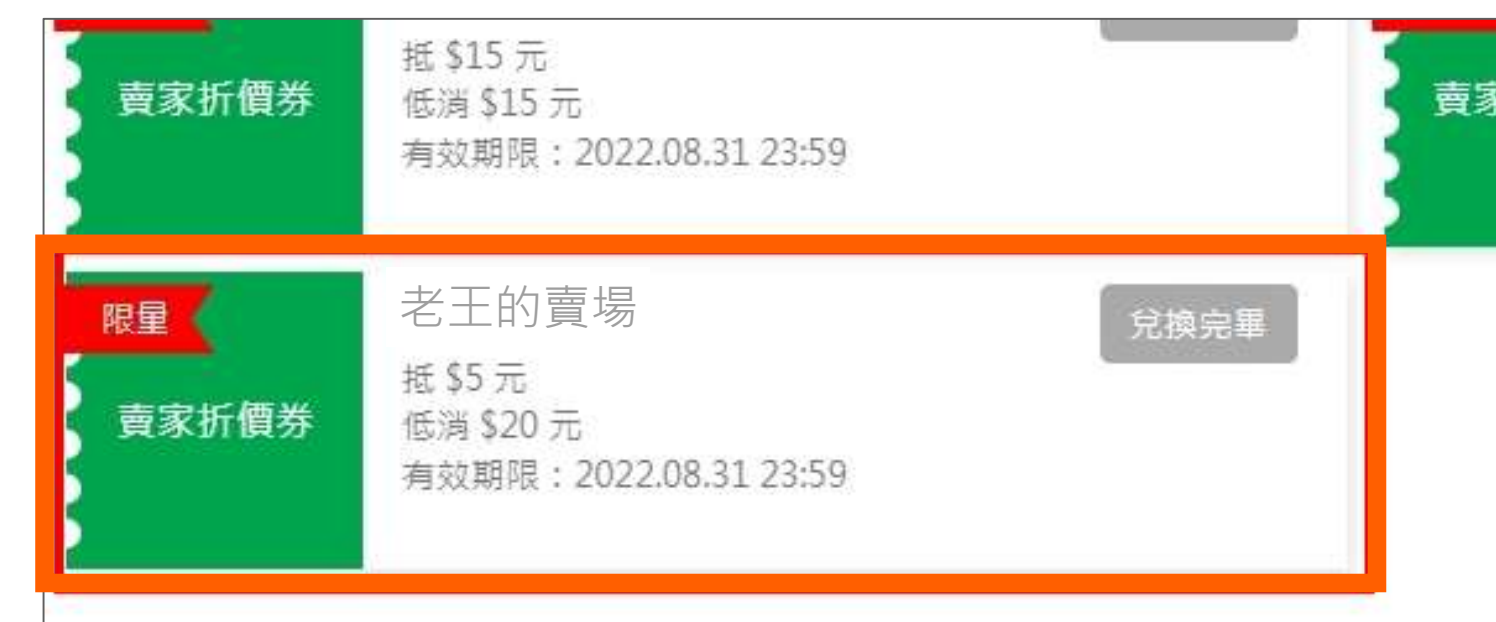 抵 $15 元
賣家折價券
低消 $15 元
有效期限：2022.08.31 23:59
賣家
限量
老王的賣場
兌換完畢
抵 $5 元
賣家折價券
低消 $20 元
有效期限：2022.08.31 23:59